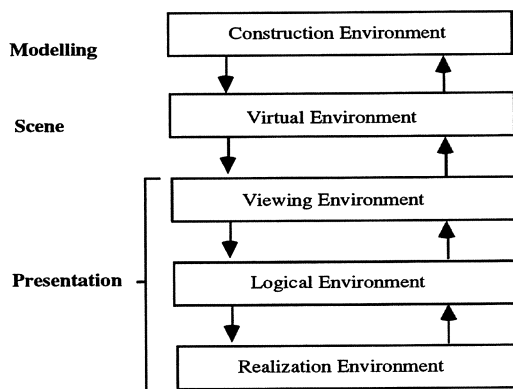 Construction Environment
Modelling
Scene
Virtual Environment
Viewing Environment
Presentation
Logical Environment
Realization Environment